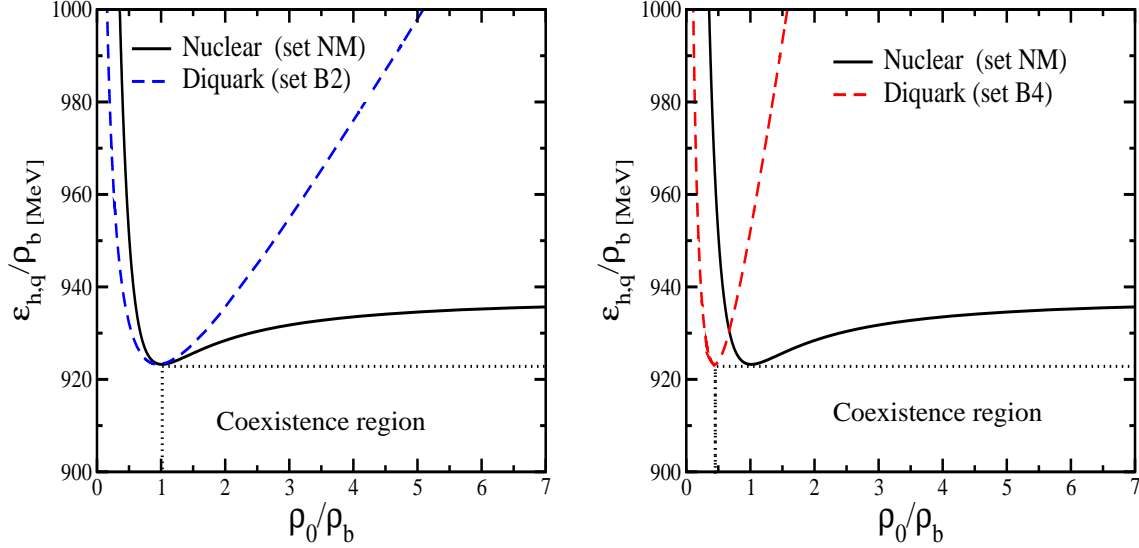 1000
980
960
940
920
900
ε_{h,q}/ρ_b [MeV]
Nuclear (set NM)
Diquark (set B2)
Coexistence region
0 1 2 3 4 5 6 7
ρ_0/ρ_b
1000
980
960
940
920
900
ε_{h,q}/ρ_b [MeV]
Nuclear (set NM)
Diquark (set B4)
Coexistence region
0 1 2 3 4 5 6 7
ρ_0/ρ_b